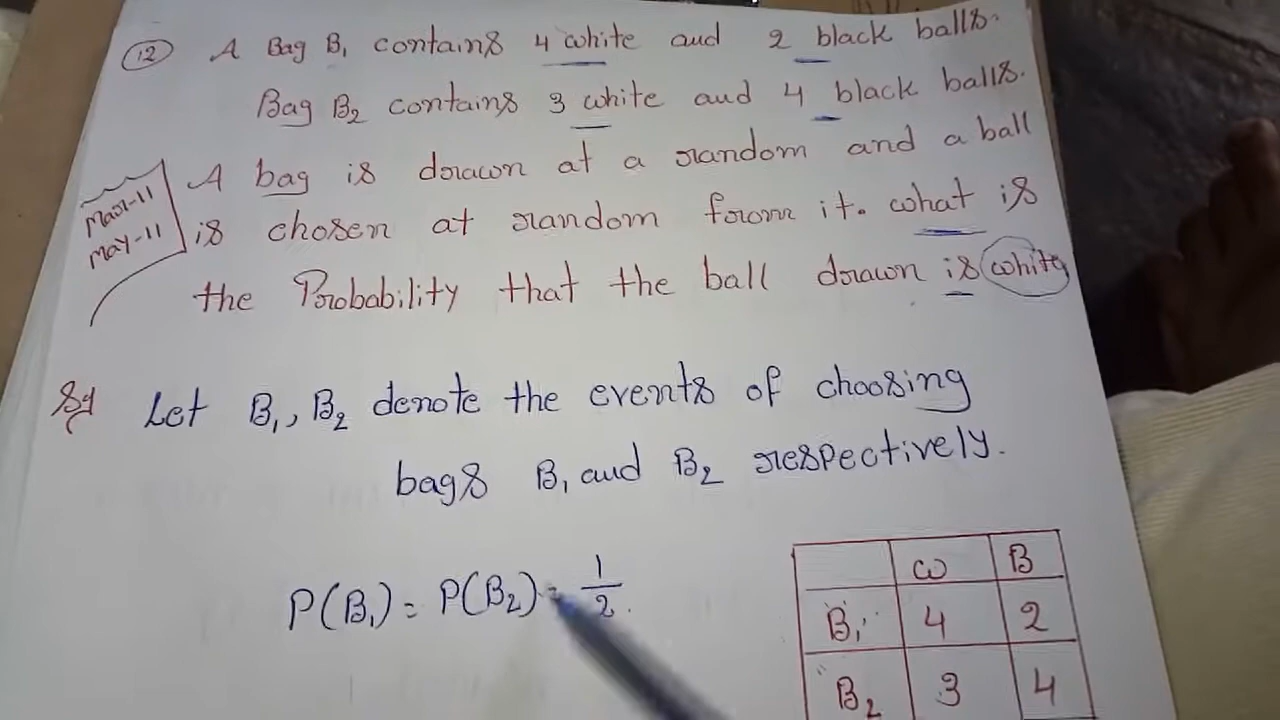 12 A Bag B1 contains 4 white and 2 black balls.
Bag B2 contains 3 white and 4 black balls.
A bag is drawn at a random and a ball
is chosen at random from it. what is
the Probability that the ball drawn is white
Mar-11
MAY-11
Sol Let B1, B2 denote the events of choosing
bags B1 and B2 respectively.
P(B1) = P(B2) = 1/2.
W B
B1 4 2
B2 3 4